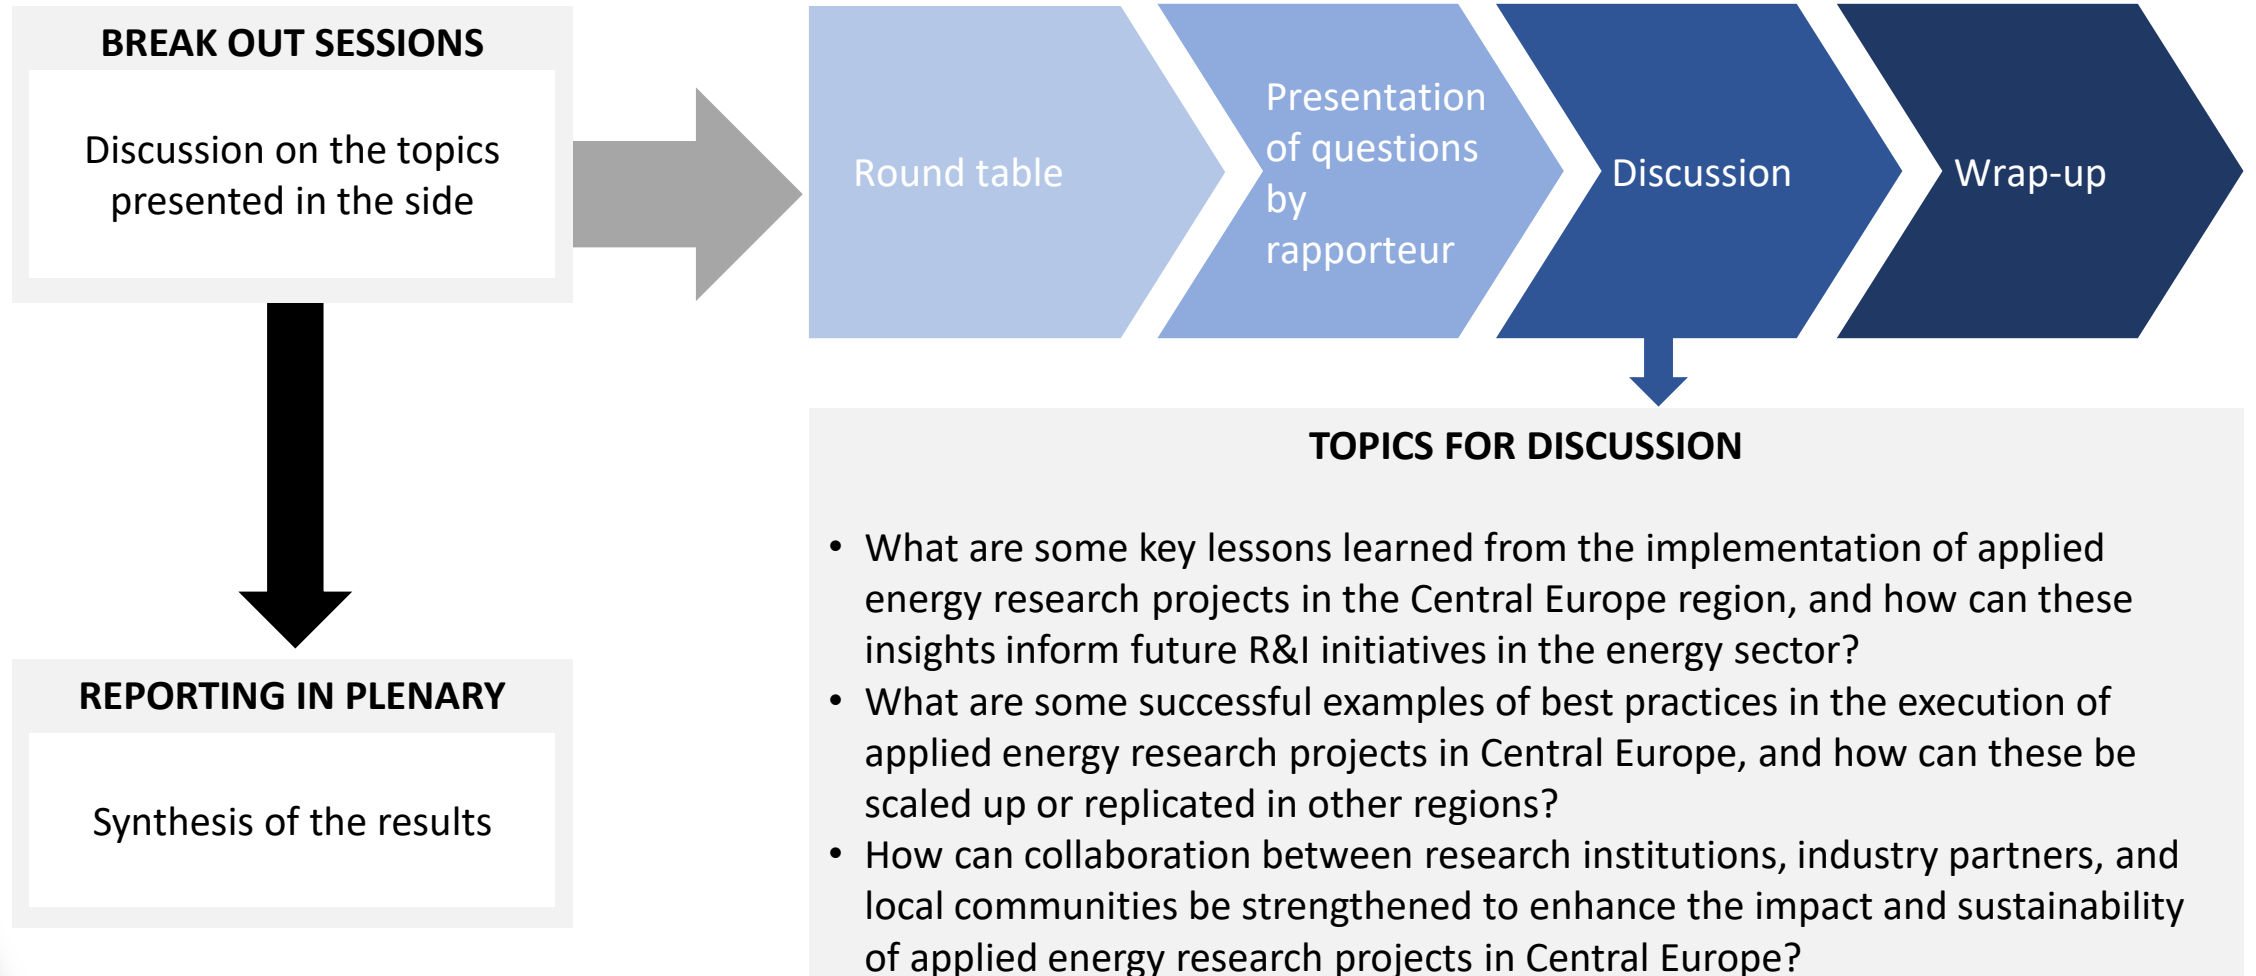 BREAK OUT SESSIONS
Discussion on the topics
presented in the side
Round table
Presentation
of questions
by
rapporteur
Discussion
Wrap-up
REPORTING IN PLENARY
Synthesis of the results
TOPICS FOR DISCUSSION
• What are some key lessons learned from the implementation of applied
energy research projects in the Central Europe region, and how can these
insights inform future R&I initiatives in the energy sector?
• What are some successful examples of best practices in the execution of
applied energy research projects in Central Europe, and how can these be
scaled up or replicated in other regions?
• How can collaboration between research institutions, industry partners, and
local communities be strengthened to enhance the impact and sustainability
of applied energy research projects in Central Europe?